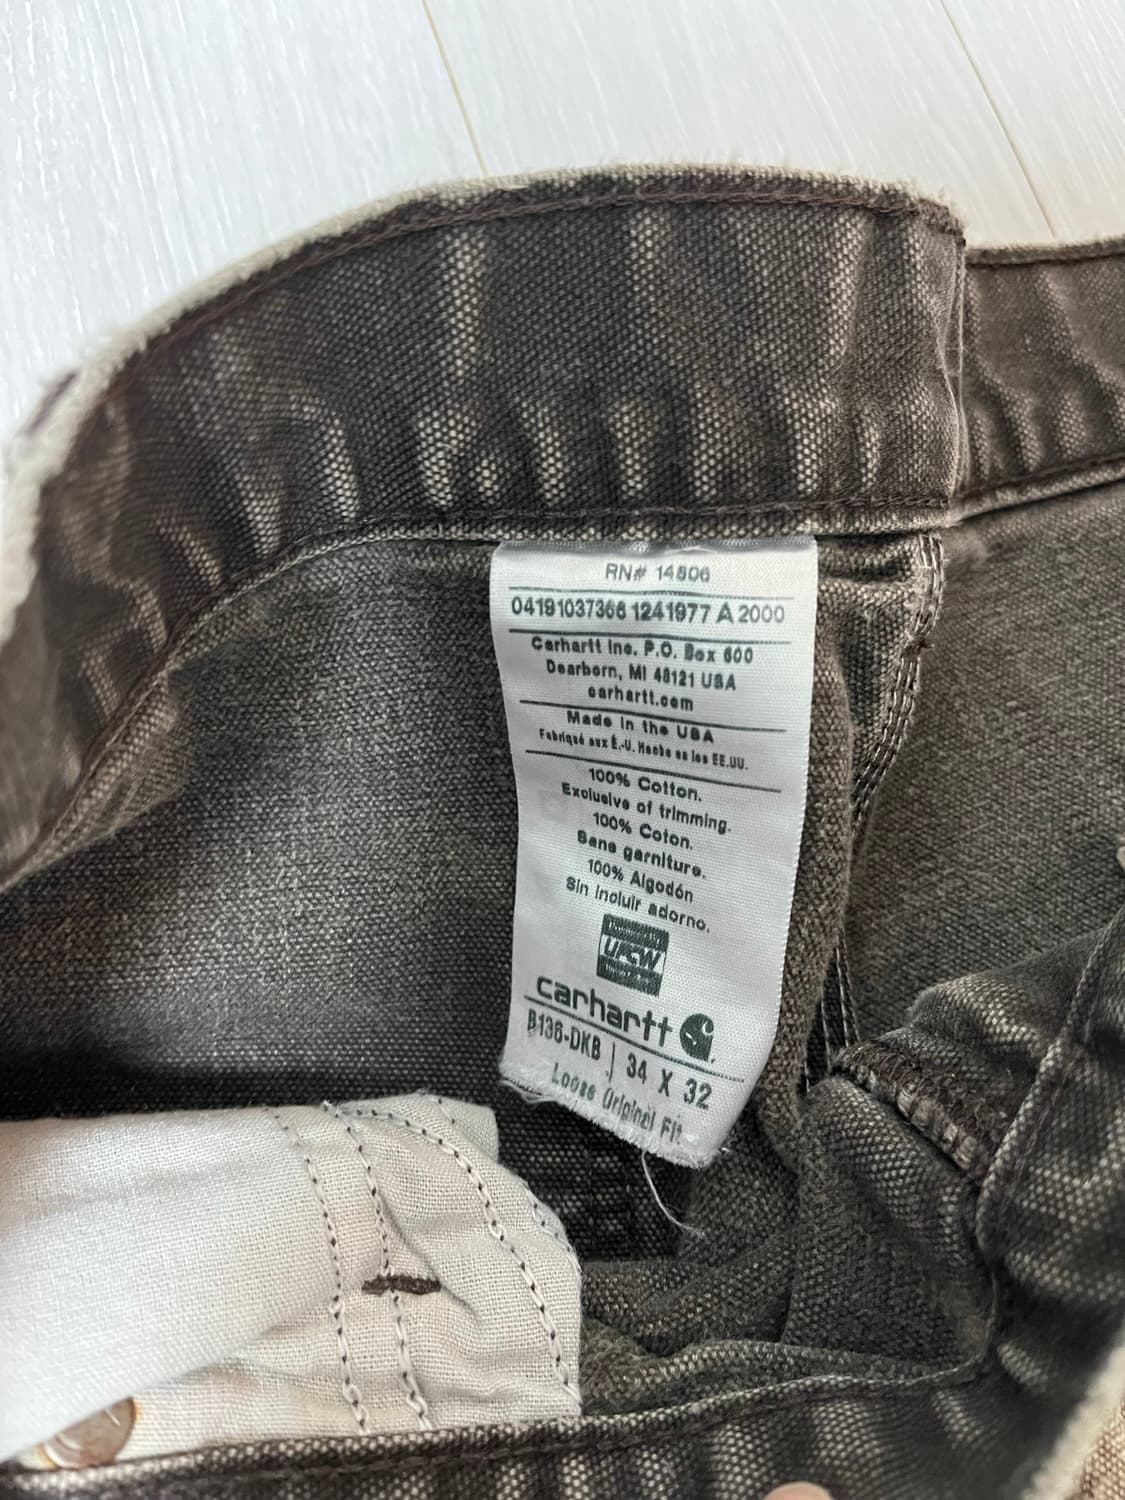 RN# 14806
04191037366 1241977 A 2000
Carhartt Inc. P.O. Box 600
Dearborn, MI 48121 USA
carhartt.com
Made in the USA
Fabriqué aux É.-U. Hecho en los EE.UU.
100% Cotton.
Exclusive of trimming.
100% Coton.
Sans garniture.
100% Algodón
Sin incluir adorno.
UFCW
carhartt
B136-DKB | 34 X 32
Loose Original Fit